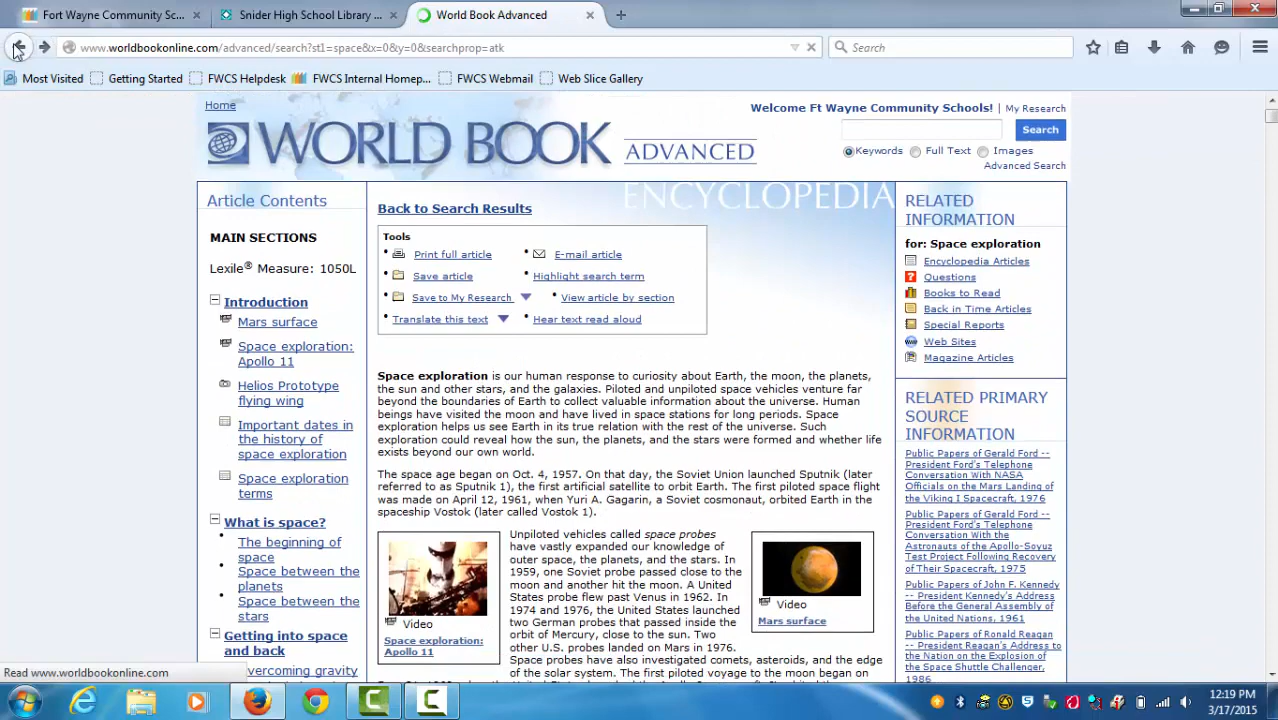 Fort Wayne Community Sc...
Snider High School Library ...
World Book Advanced
www.worldbookonline.com/advanced/search?st1=space&x=0&y=0&searchprop=atk
Search
Most Visited
Getting Started
FWCS Helpdesk
FWCS Internal Homep...
FWCS Webmail
Web Slice Gallery
Home
Welcome Ft Wayne Community Schools! | My Research
WORLD BOOK ADVANCED
Search
Keywords Full Text Images
Advanced Search
ENCYCLOPEDIA
Article Contents
MAIN SECTIONS
Lexile® Measure: 1050L
Introduction
Mars surface
Space exploration:
Apollo 11
Helios Prototype
flying wing
Important dates in
the history of
space exploration
Space exploration
terms
What is space?
The beginning of
space
Space between the
planets
Space between the
stars
Getting into space
and back
vercoming gravity
Back to Search Results
Tools
Print full article
E-mail article
Save article
Highlight search term
Save to My Research
View article by section
Translate this text
Hear text read aloud
Space exploration is our human response to curiosity about Earth, the moon, the planets,
the sun and other stars, and the galaxies. Piloted and unpiloted space vehicles venture far
beyond the boundaries of Earth to collect valuable information about the universe. Human
beings have visited the moon and have lived in space stations for long periods. Space
exploration helps us see Earth in its true relation with the rest of the universe. Such
exploration could reveal how the sun, the planets, and the stars were formed and whether life
exists beyond our own world.
The space age began on Oct. 4, 1957. On that day, the Soviet Union launched Sputnik (later
referred to as Sputnik 1), the first artificial satellite to orbit Earth. The first piloted space flight
was made on April 12, 1961, when Yuri A. Gagarin, a Soviet cosmonaut, orbited Earth in the
spaceship Vostok (later called Vostok 1).
Video
Space exploration:
Apollo 11
Unpiloted vehicles called space probes
have vastly expanded our knowledge of
outer space, the planets, and the stars. In
1959, one Soviet probe passed close to the
moon and another hit the moon. A United
States probe flew past Venus in 1962. In
1974 and 1976, the United States launched
two German probes that passed inside the
orbit of Mercury, close to the sun. Two
other U.S. probes landed on Mars in 1976.
Space probes have also investigated comets, asteroids, and the edge
of the solar system. The first piloted voyage to the moon began on
Video
Mars surface
RELATED
INFORMATION
for: Space exploration
Encyclopedia Articles
Questions
Books to Read
Back in Time Articles
Special Reports
Web Sites
Magazine Articles
RELATED PRIMARY
SOURCE
INFORMATION
Public Papers of Gerald Ford --
President Ford's Telephone
Conversation With NASA
Officials on the Mars Landing of
the Viking I Spacecraft, 1976
Public Papers of Gerald Ford --
President Ford's Telephone
Conversation With the
Astronauts of the Apollo-Soyuz
Test Project Following Recovery
of Their Spacecraft, 1975
Public Papers of John F. Kennedy
-- President Kennedy's Address
Before the General Assembly of
the United Nations, 1961
Public Papers of Ronald Reagan
-- President Reagan's Address to
the Nation on the Explosion of
the Space Shuttle Challenger,
1986
Read www.worldbookonline.com
12:19 PM
3/17/2015